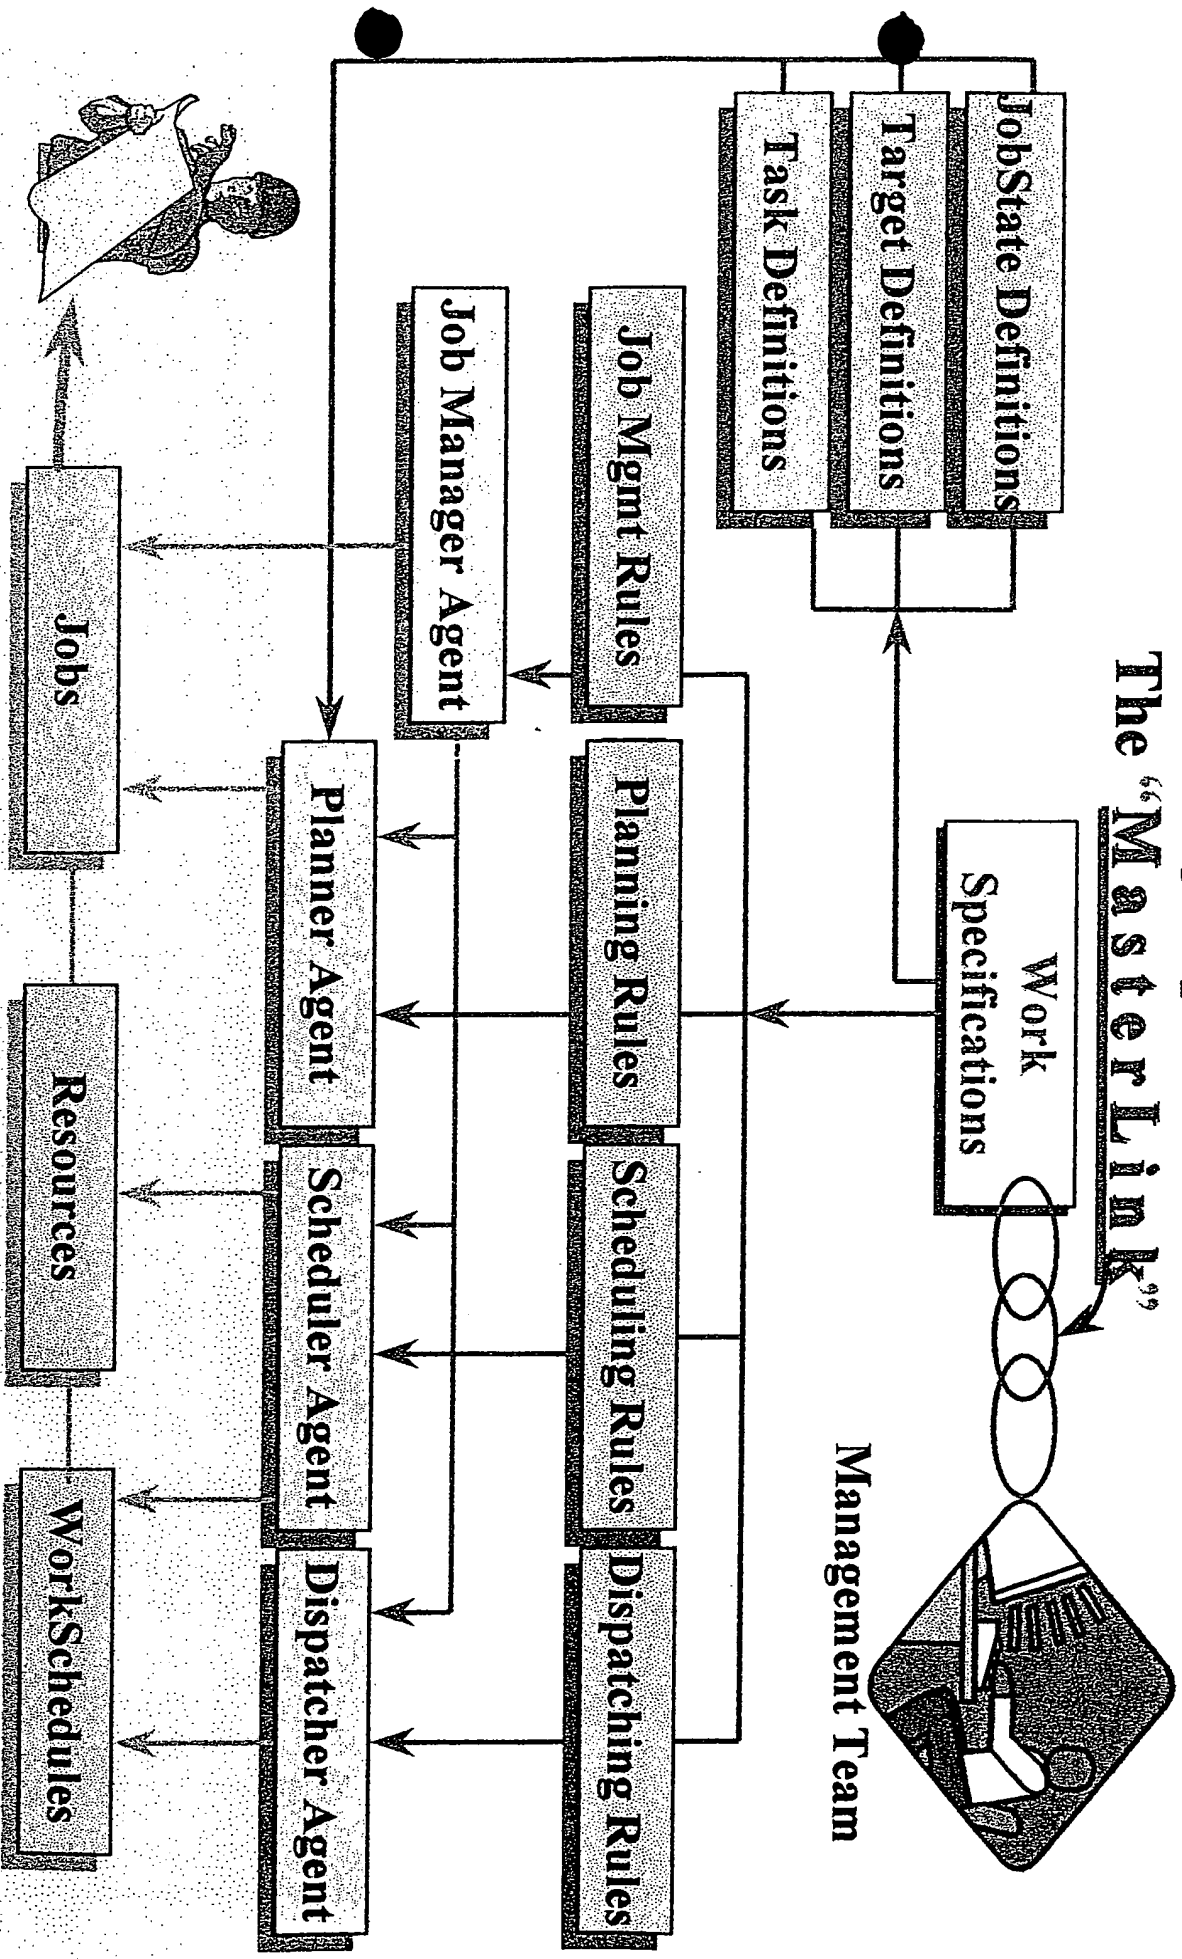 The “MasterLink”
Work
Specifications
Management Team
JobState Definitions
Target Definitions
Task Definitions
Job Mgmt Rules
Planning Rules
Scheduling Rules
Dispatching Rules
Job Manager Agent
Planner Agent
Scheduler Agent
Dispatcher Agent
Jobs
Resources
WorkSchedules